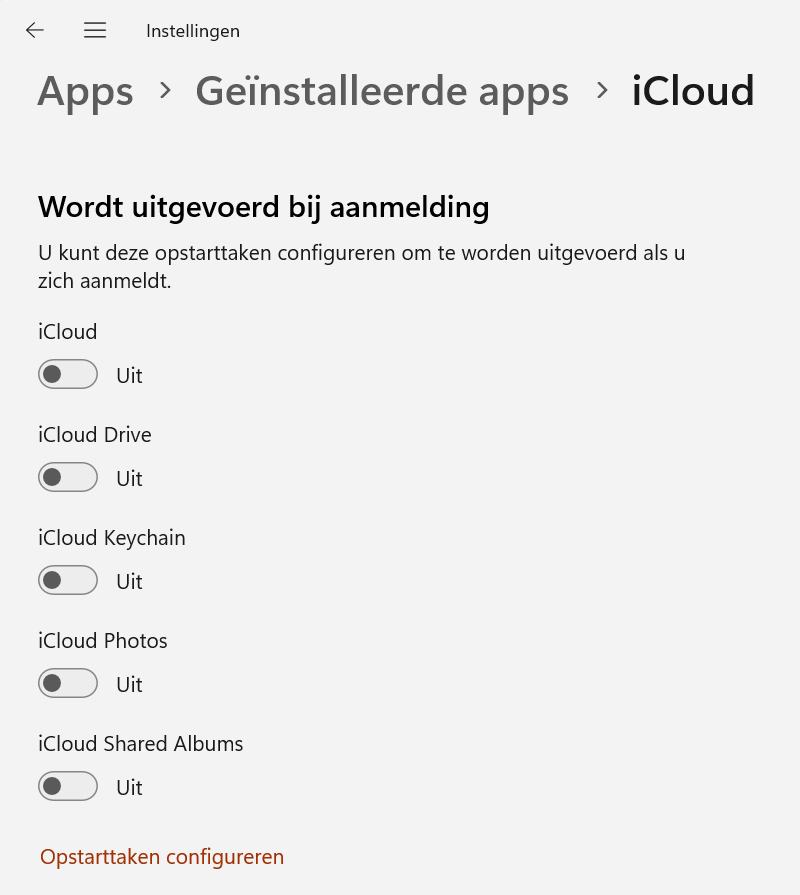 Instellingen
Apps > Geïnstalleerde apps > iCloud
Wordt uitgevoerd bij aanmelding
U kunt deze opstarttaken configureren om te worden uitgevoerd als u
zich aanmeldt.
iCloud
Uit
iCloud Drive
Uit
iCloud Keychain
Uit
iCloud Photos
Uit
iCloud Shared Albums
Uit
Opstarttaken configureren